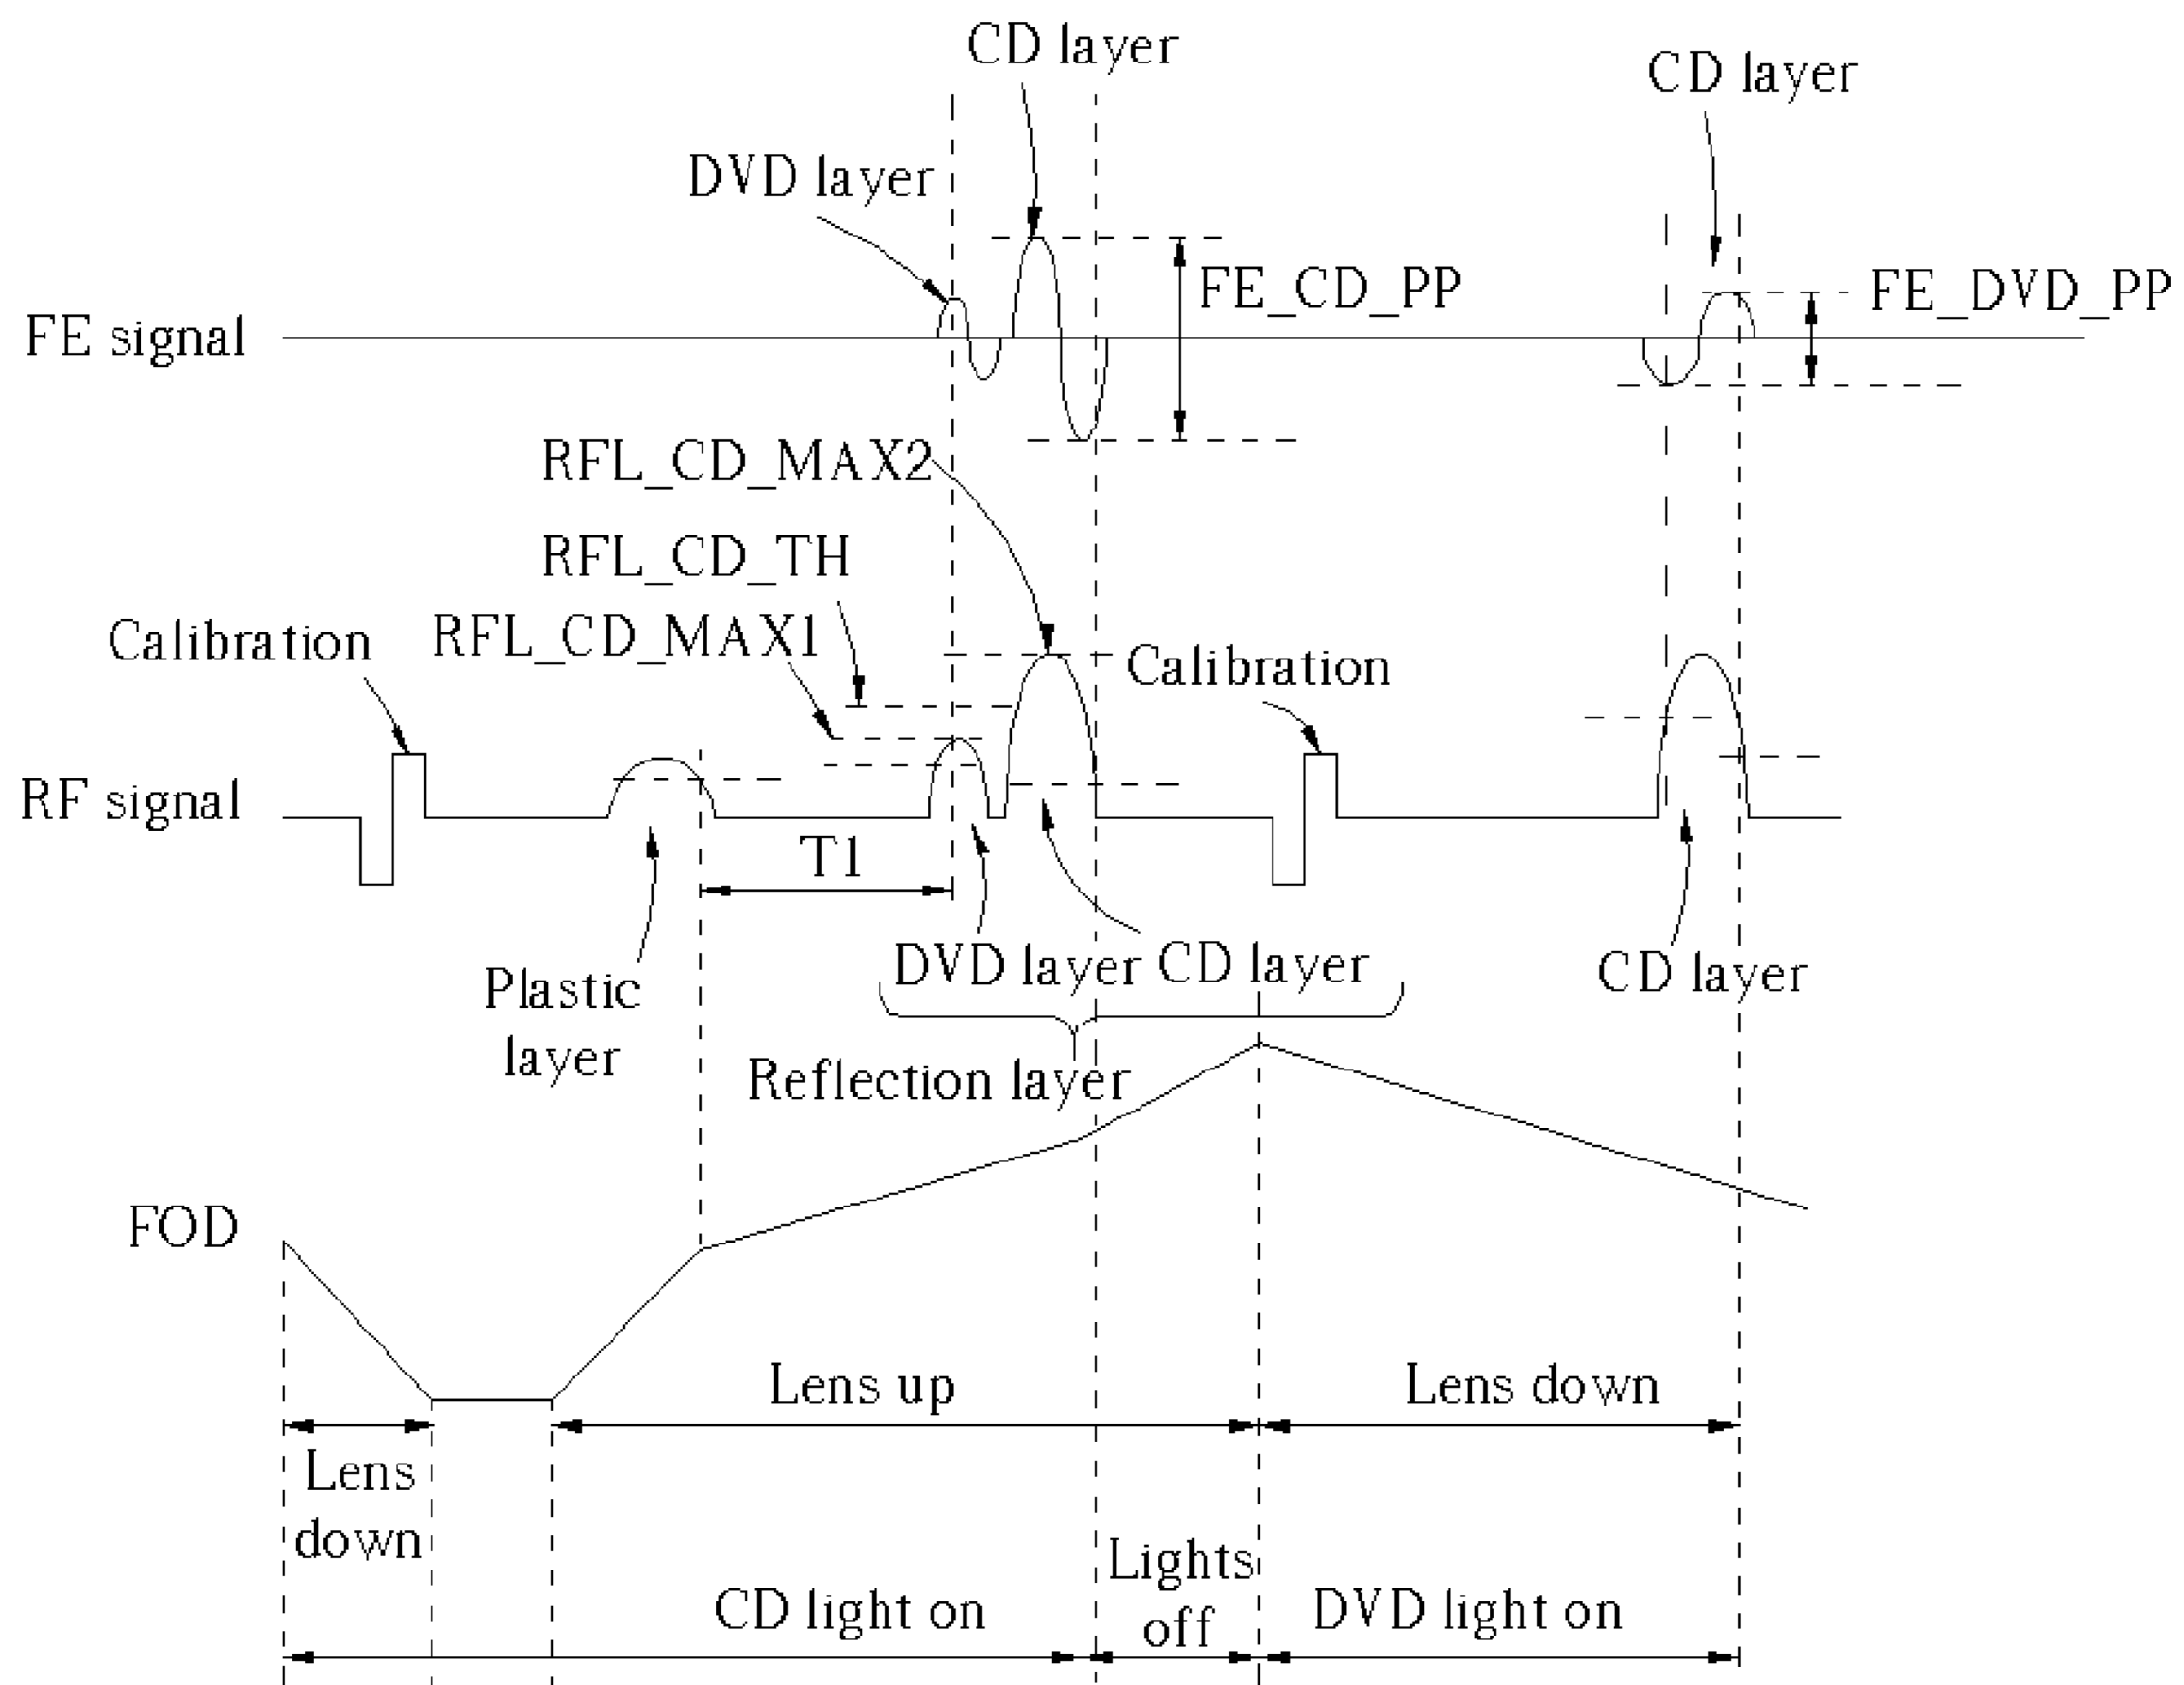 CD layer
CD layer
DVD layer
FE_CD_PP
FE_DVD_PP
FE signal
RFL_CD_MAX2
RFL_CD_TH
RFL_CD_MAX1
Calibration
Calibration
RF signal
T1
DVD layer
CD layer
CD layer
Plastic
layer
Reflection layer
FOD
Lens up
Lens down
Lens
down
Lights
off
CD light on
DVD light on